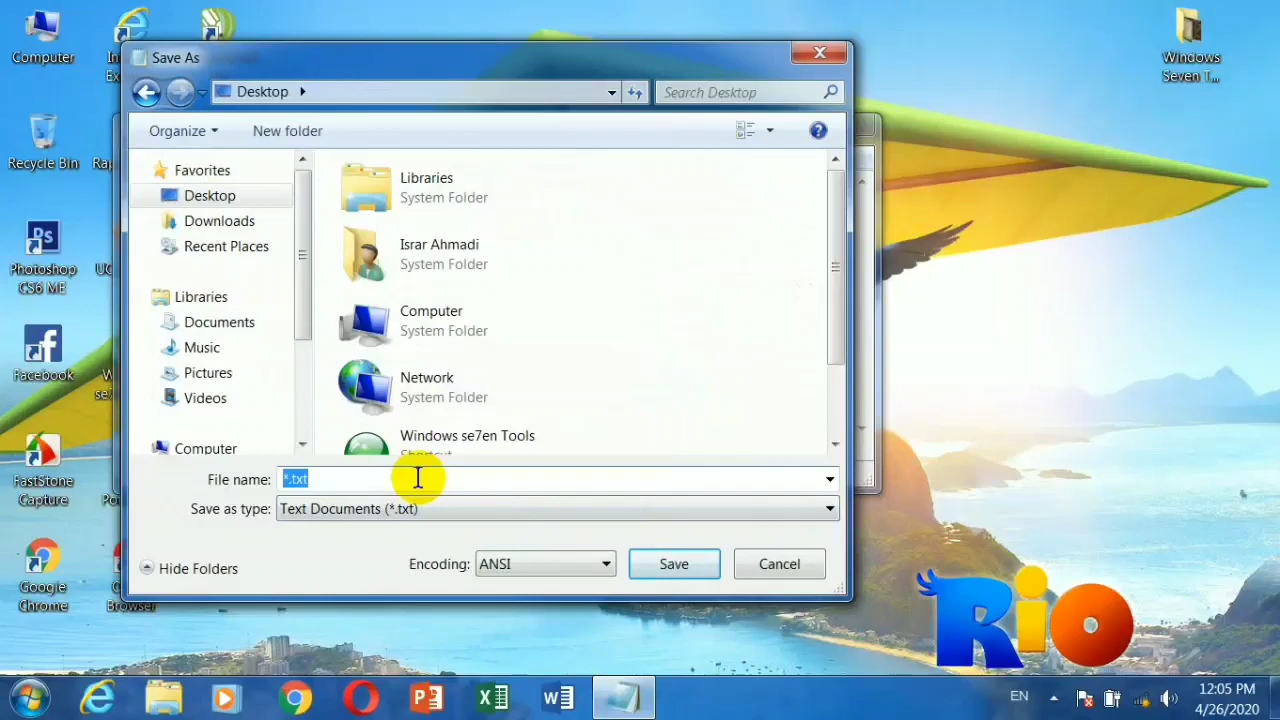 Computer
Windows
Seven T...
Save As
Desktop
Search Desktop
Organize
New folder
Recycle Bin
Favorites
Desktop
Downloads
Recent Places
Libraries
Documents
Music
Pictures
Videos
Computer
Libraries
System Folder
Israr Ahmadi
System Folder
Computer
System Folder
Network
System Folder
Windows se7en Tools
Ps
Photoshop
CS6 ME
Facebook
FastStone
Capture
Google
Chrome
File name:
*.txt
Save as type:
Text Documents (*.txt)
Hide Folders
Encoding:
ANSI
Save
Cancel
RiO
EN
12:05 PM
4/26/2020